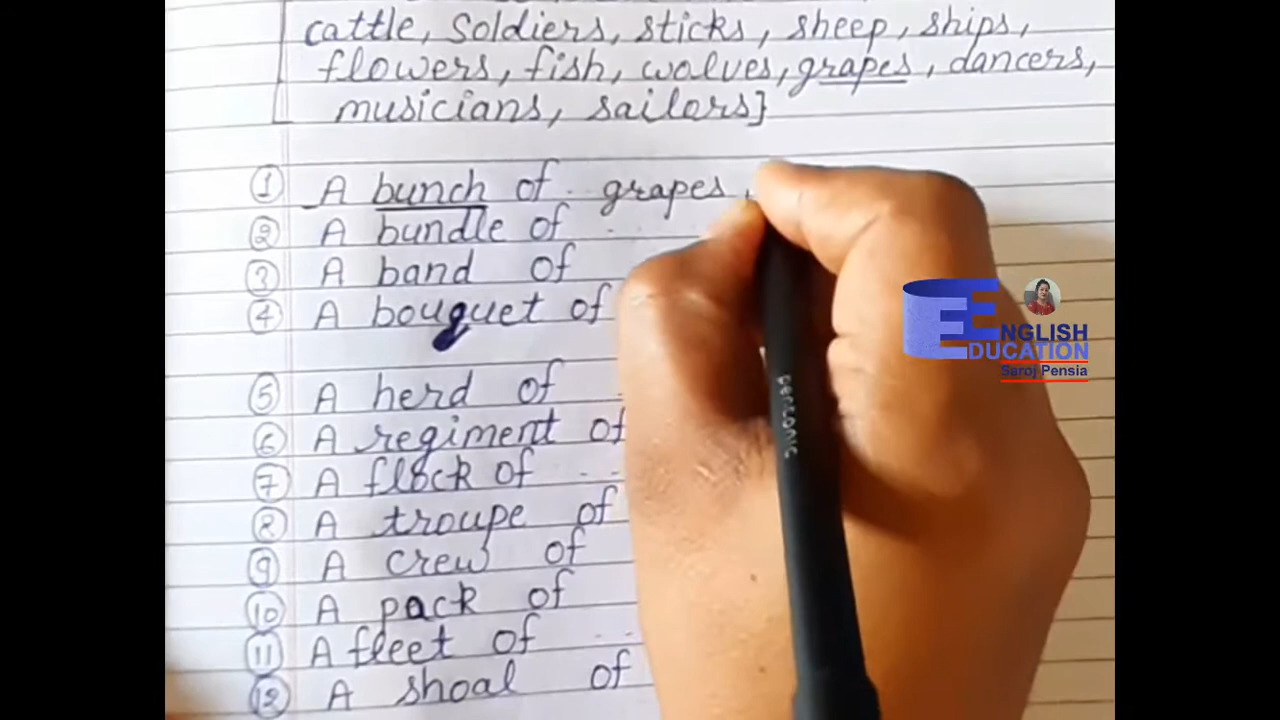 cattle, soldiers, sticks, sheep, ships,
flowers, fish, wolves, grapes, dancers,
musicians, sailors}
① A bunch of grapes.
② A bundle of
③ A band of
④ A bouquet of
⑤ A herd of
⑥ A regiment of
⑦ A flock of
⑧ A troupe of
⑨ A crew of
⑩ A pack of
⑪ A fleet of
⑫ A shoal of
ENGLISH
EDUCATION
Saroj Pensia